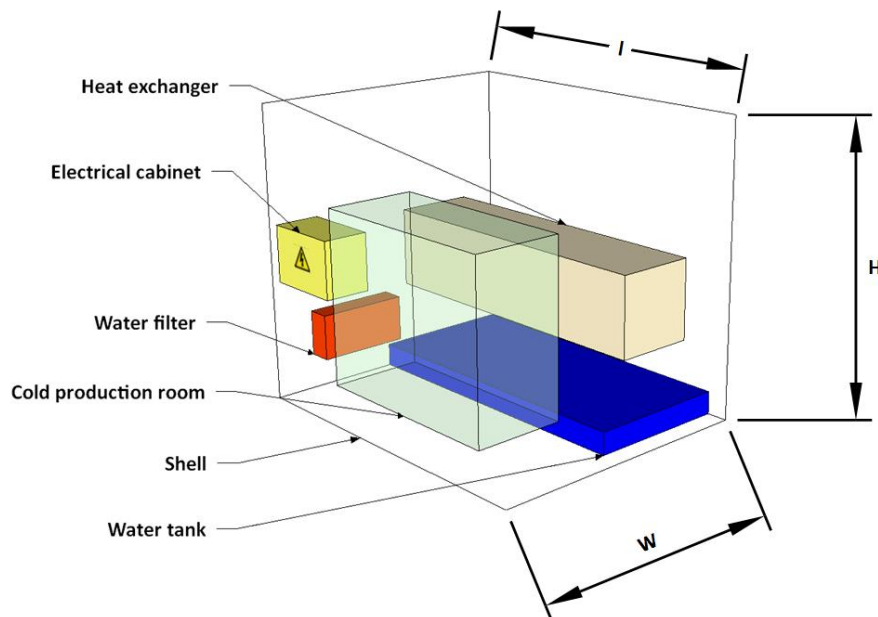 l
Heat exchanger
Electrical cabinet
H
Water filter
Cold production room
Shell
Water tank
W